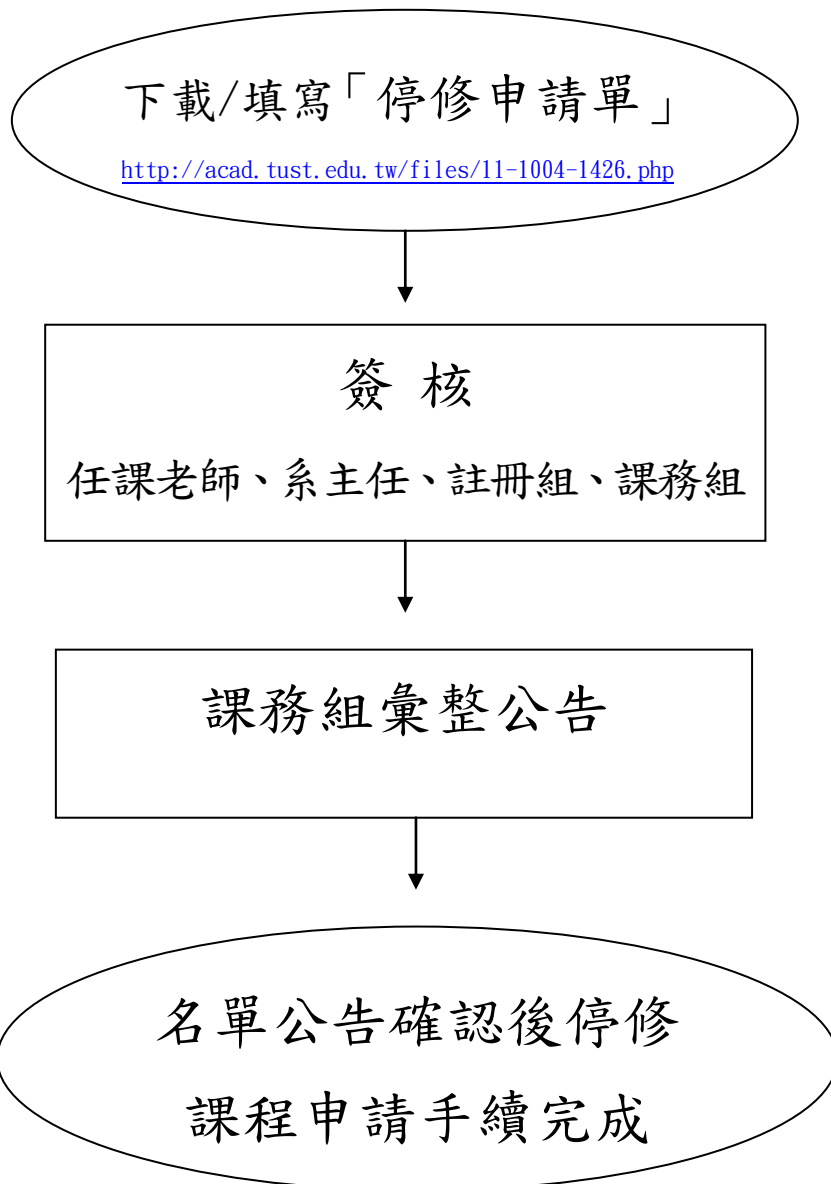 下載/填寫「停修申請單」
http://acad.tust.edu.tw/files/11-1004-1426.php
簽 核
任課老師、系主任、註冊組、課務組
課務組彙整公告
名單公告確認後停修
課程申請手續完成